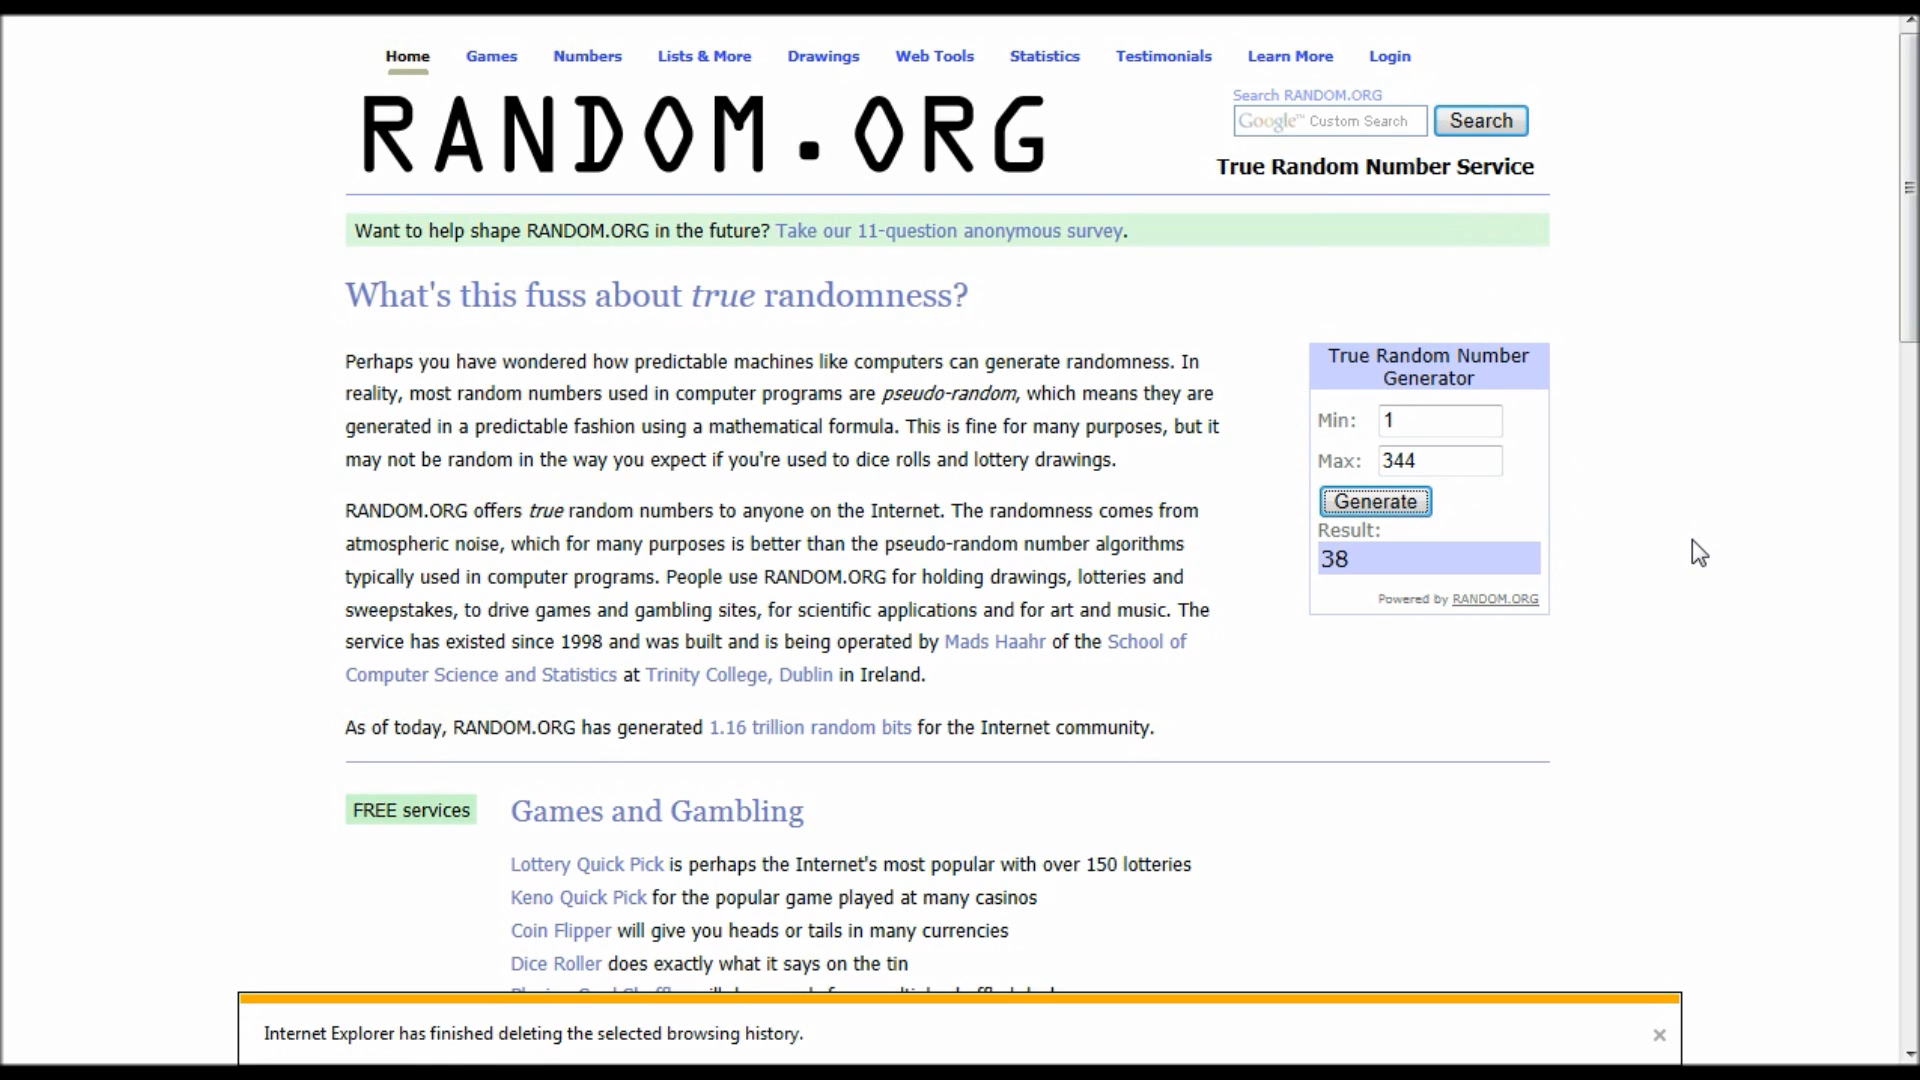 Home Games Numbers Lists & More Drawings Web Tools Statistics Testimonials Learn More Login
RANDOM.ORG
Search RANDOM.ORG
Google™ Custom Search Search
True Random Number Service
Want to help shape RANDOM.ORG in the future? Take our 11-question anonymous survey.
What's this fuss about true randomness?
Perhaps you have wondered how predictable machines like computers can generate randomness. In
reality, most random numbers used in computer programs are pseudo-random, which means they are
generated in a predictable fashion using a mathematical formula. This is fine for many purposes, but it
may not be random in the way you expect if you're used to dice rolls and lottery drawings.
RANDOM.ORG offers true random numbers to anyone on the Internet. The randomness comes from
atmospheric noise, which for many purposes is better than the pseudo-random number algorithms
typically used in computer programs. People use RANDOM.ORG for holding drawings, lotteries and
sweepstakes, to drive games and gambling sites, for scientific applications and for art and music. The
service has existed since 1998 and was built and is being operated by Mads Haahr of the School of
Computer Science and Statistics at Trinity College, Dublin in Ireland.
As of today, RANDOM.ORG has generated 1.16 trillion random bits for the Internet community.
True Random Number
Generator
Min: 1
Max: 344
Generate
Result:
38
Powered by RANDOM.ORG
FREE services
Games and Gambling
Lottery Quick Pick is perhaps the Internet's most popular with over 150 lotteries
Keno Quick Pick for the popular game played at many casinos
Coin Flipper will give you heads or tails in many currencies
Dice Roller does exactly what it says on the tin
Internet Explorer has finished deleting the selected browsing history.